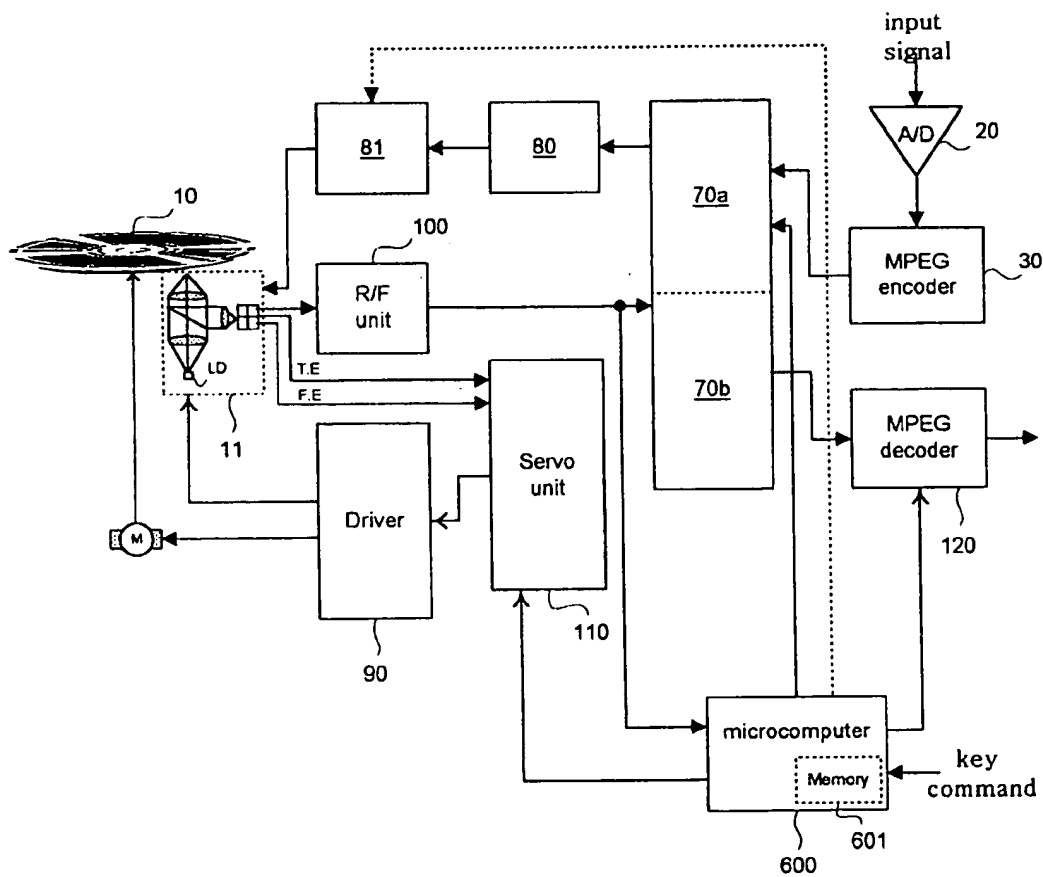 input
signal
A/D
20
81
80
70a
10
100
MPEG
encoder
30
R/F
unit
LD
T.E
F.E
11
70b
MPEG
decoder
Servo
unit
Driver
M
120
110
90
microcomputer
Memory
key
command
601
600